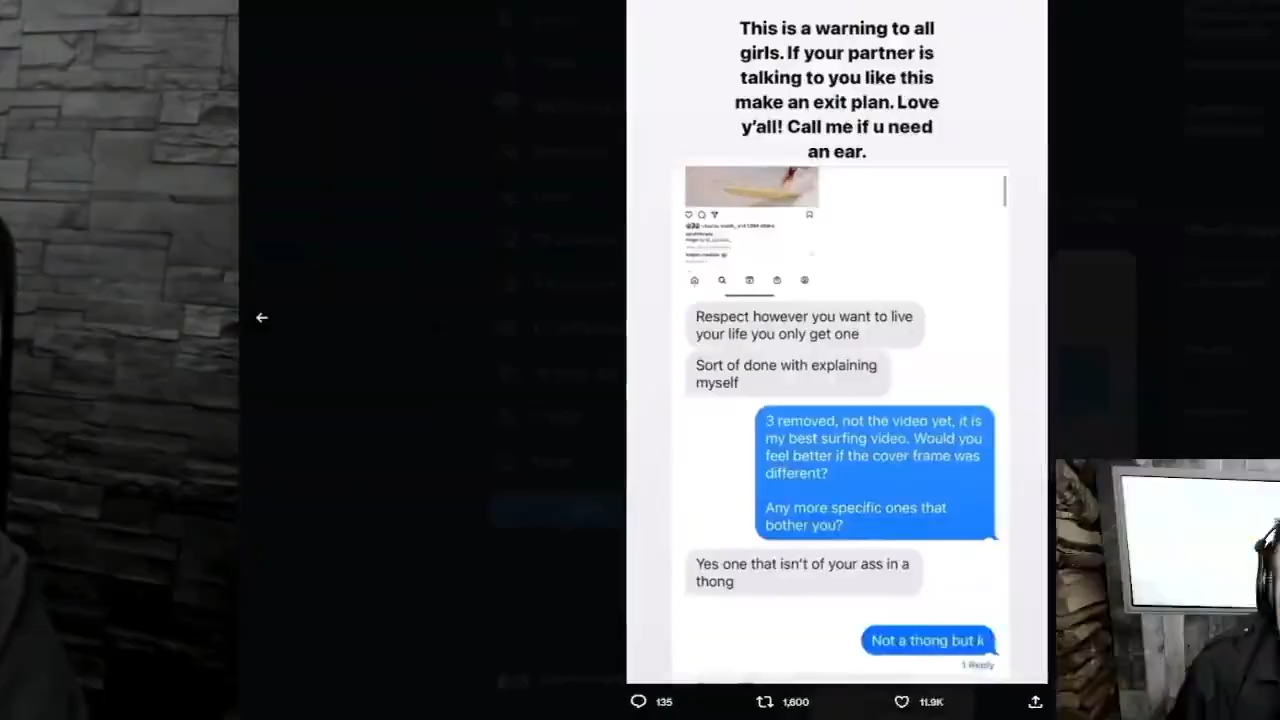 This is a warning to all
girls. If your partner is
talking to you like this
make an exit plan. Love
y'all! Call me if u need
an ear.
Respect however you want to live
your life you only get one
Sort of done with explaining
myself
3 removed, not the video yet, it is
my best surfing video. Would you
feel better if the cover frame was
different?
Any more specific ones that
bother you?
Yes one that isn't of your ass in a
thong
Not a thong but k
1 Reply
135
1,600
11.9K